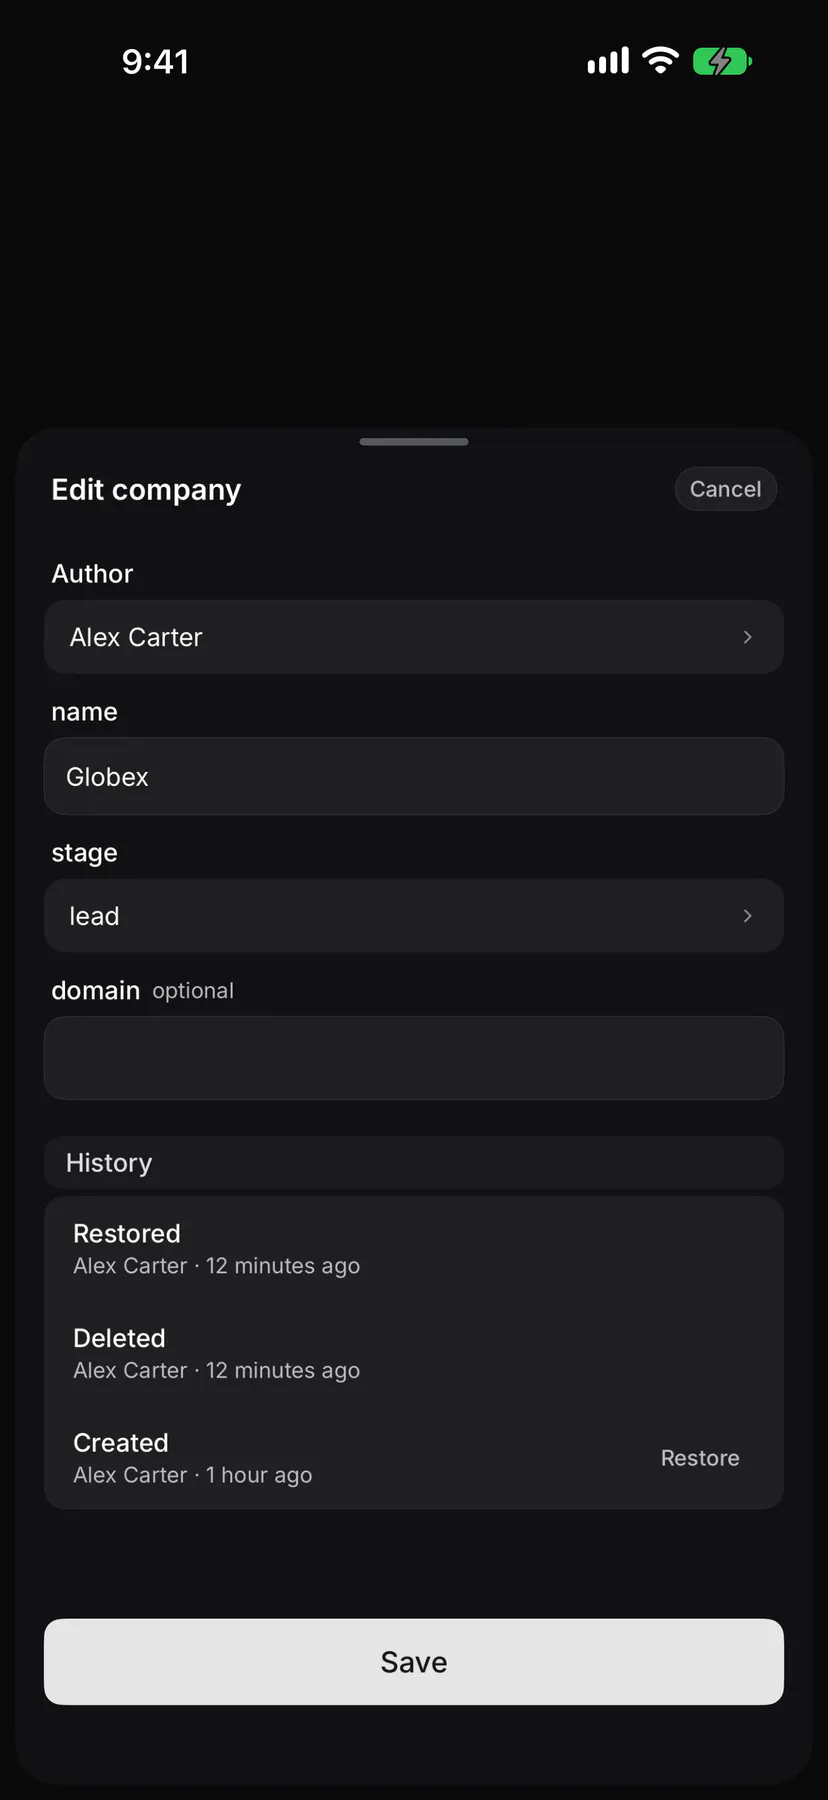 9:41
Edit company
Cancel
Author
Alex Carter
name
Globex
stage
lead
domain optional
History
Restored
Alex Carter · 12 minutes ago
Deleted
Alex Carter · 12 minutes ago
Created
Alex Carter · 1 hour ago
Restore
Save